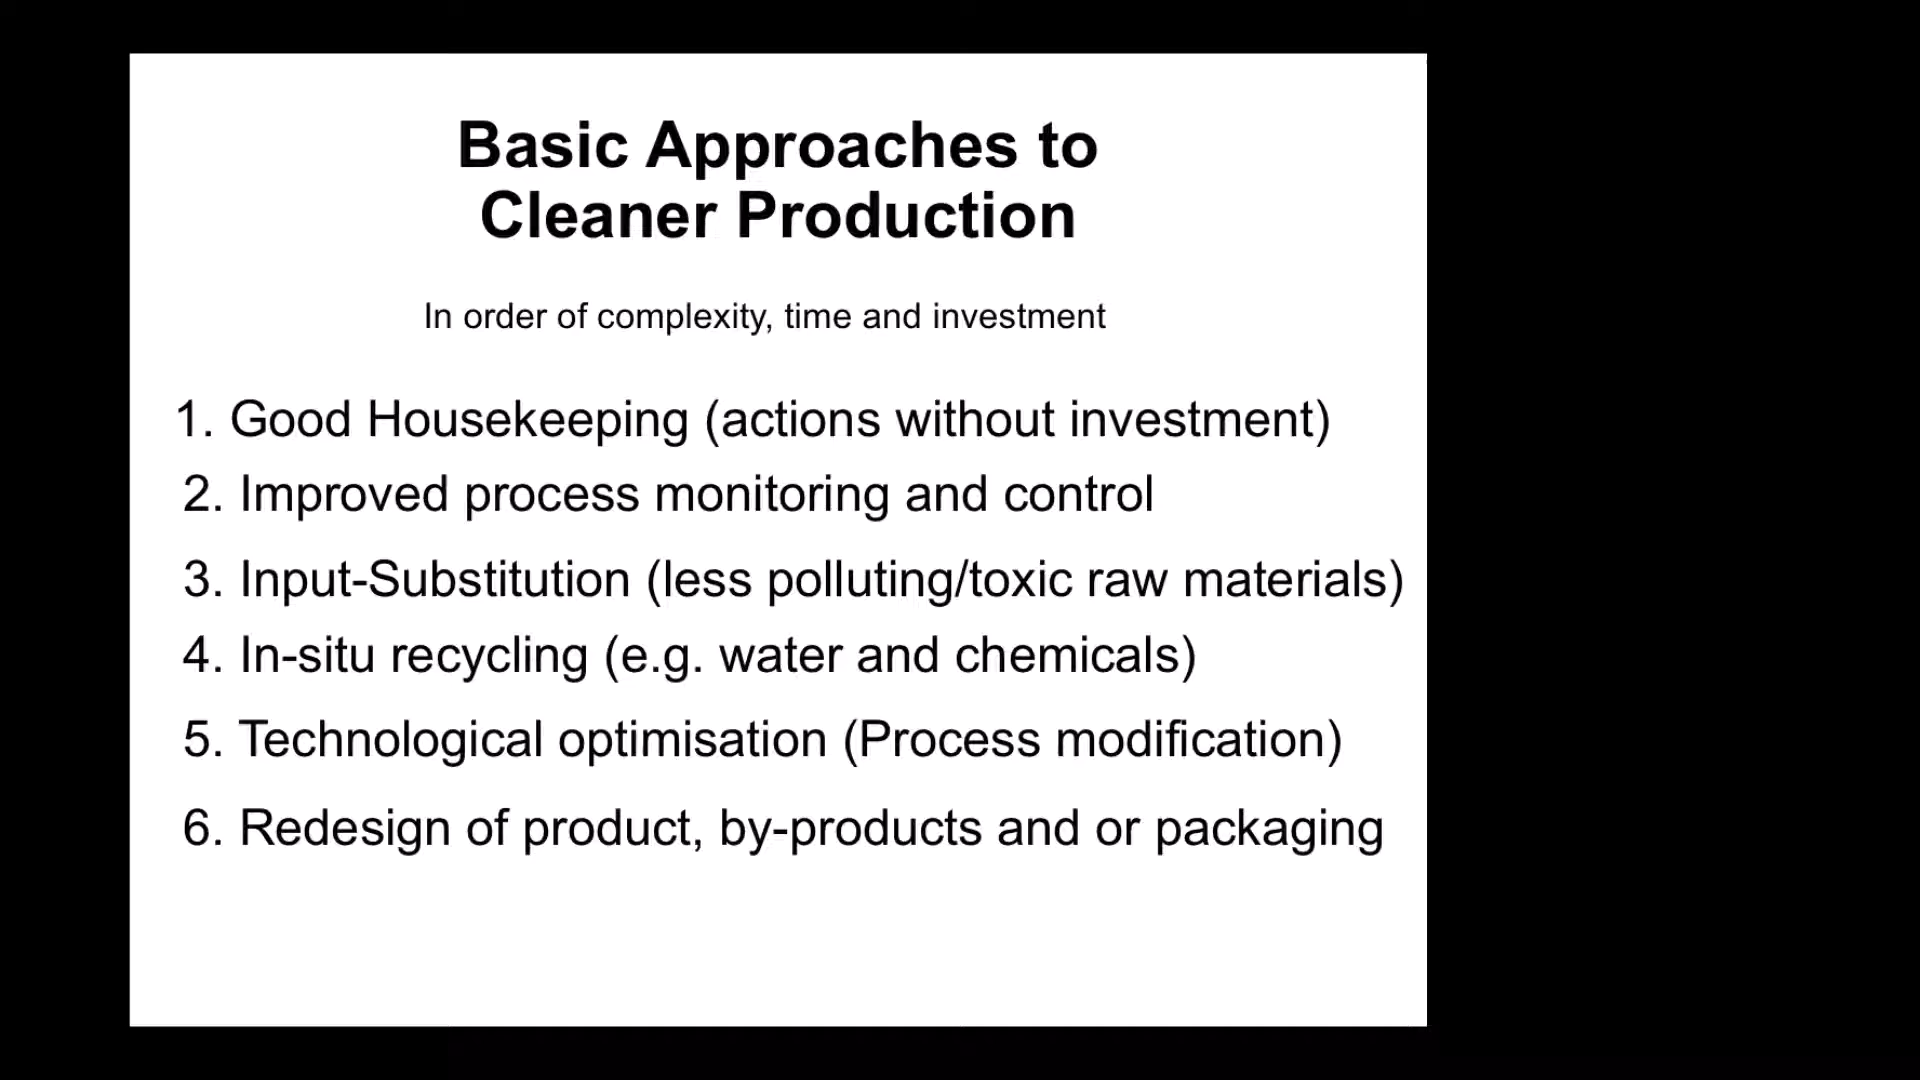 Basic Approaches to
Cleaner Production
In order of complexity, time and investment
1. Good Housekeeping (actions without investment)
2. Improved process monitoring and control
3. Input-Substitution (less polluting/toxic raw materials)
4. In-situ recycling (e.g. water and chemicals)
5. Technological optimisation (Process modification)
6. Redesign of product, by-products and or packaging